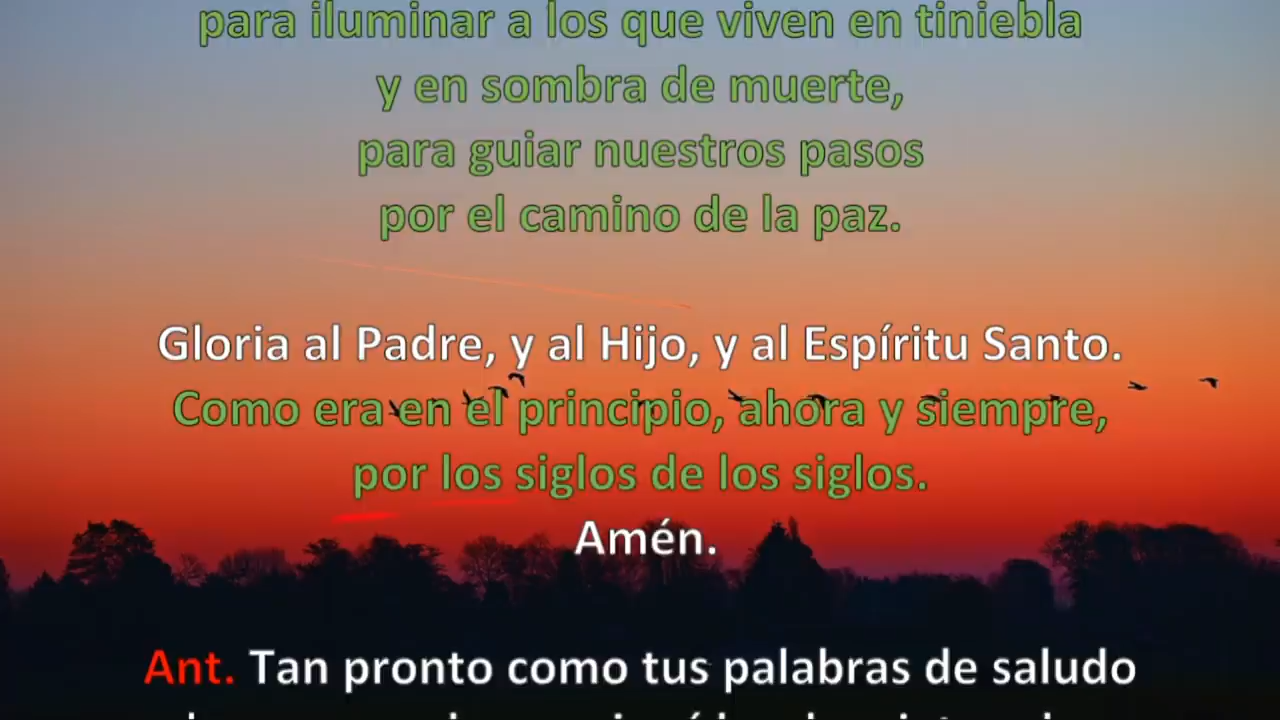 para iluminar a los que viven en tiniebla
y en sombra de muerte,
para guiar nuestros pasos
por el camino de la paz.
Gloria al Padre, y al Hijo, y al Espíritu Santo.
Como era en el principio, ahora y siempre,
por los siglos de los siglos.
Amén.
Ant. Tan pronto como tus palabras de saludo